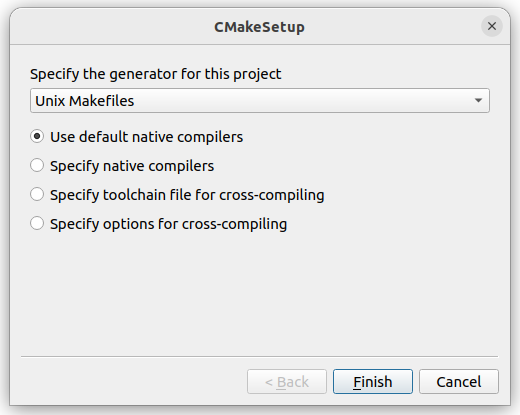 CMakeSetup
Specify the generator for this project
Unix Makefiles
Use default native compilers
Specify native compilers
Specify toolchain file for cross-compiling
Specify options for cross-compiling
< Back
Finish
Cancel